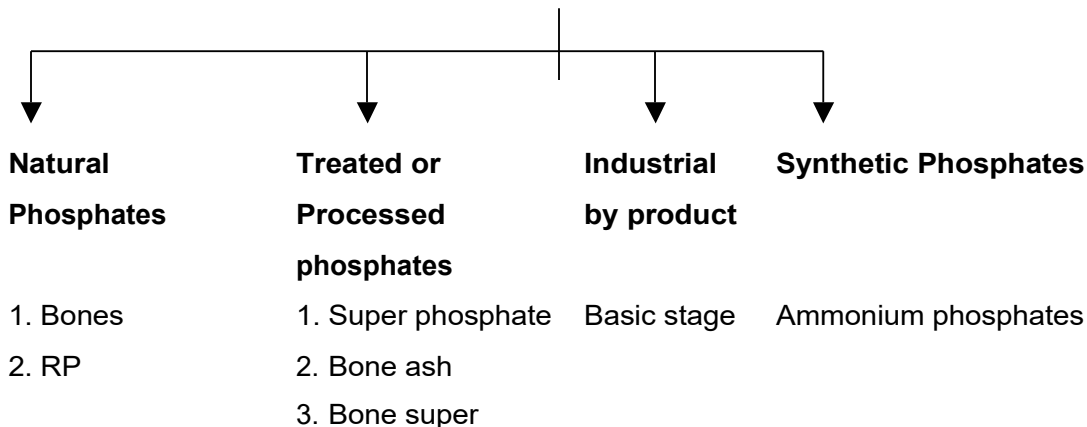 Natural Phosphates
1. Bones
2. RP
Treated or Processed phosphates
1. Super phosphate
2. Bone ash
3. Bone super
Industrial by product
Basic stage
Synthetic Phosphates
Ammonium phosphates